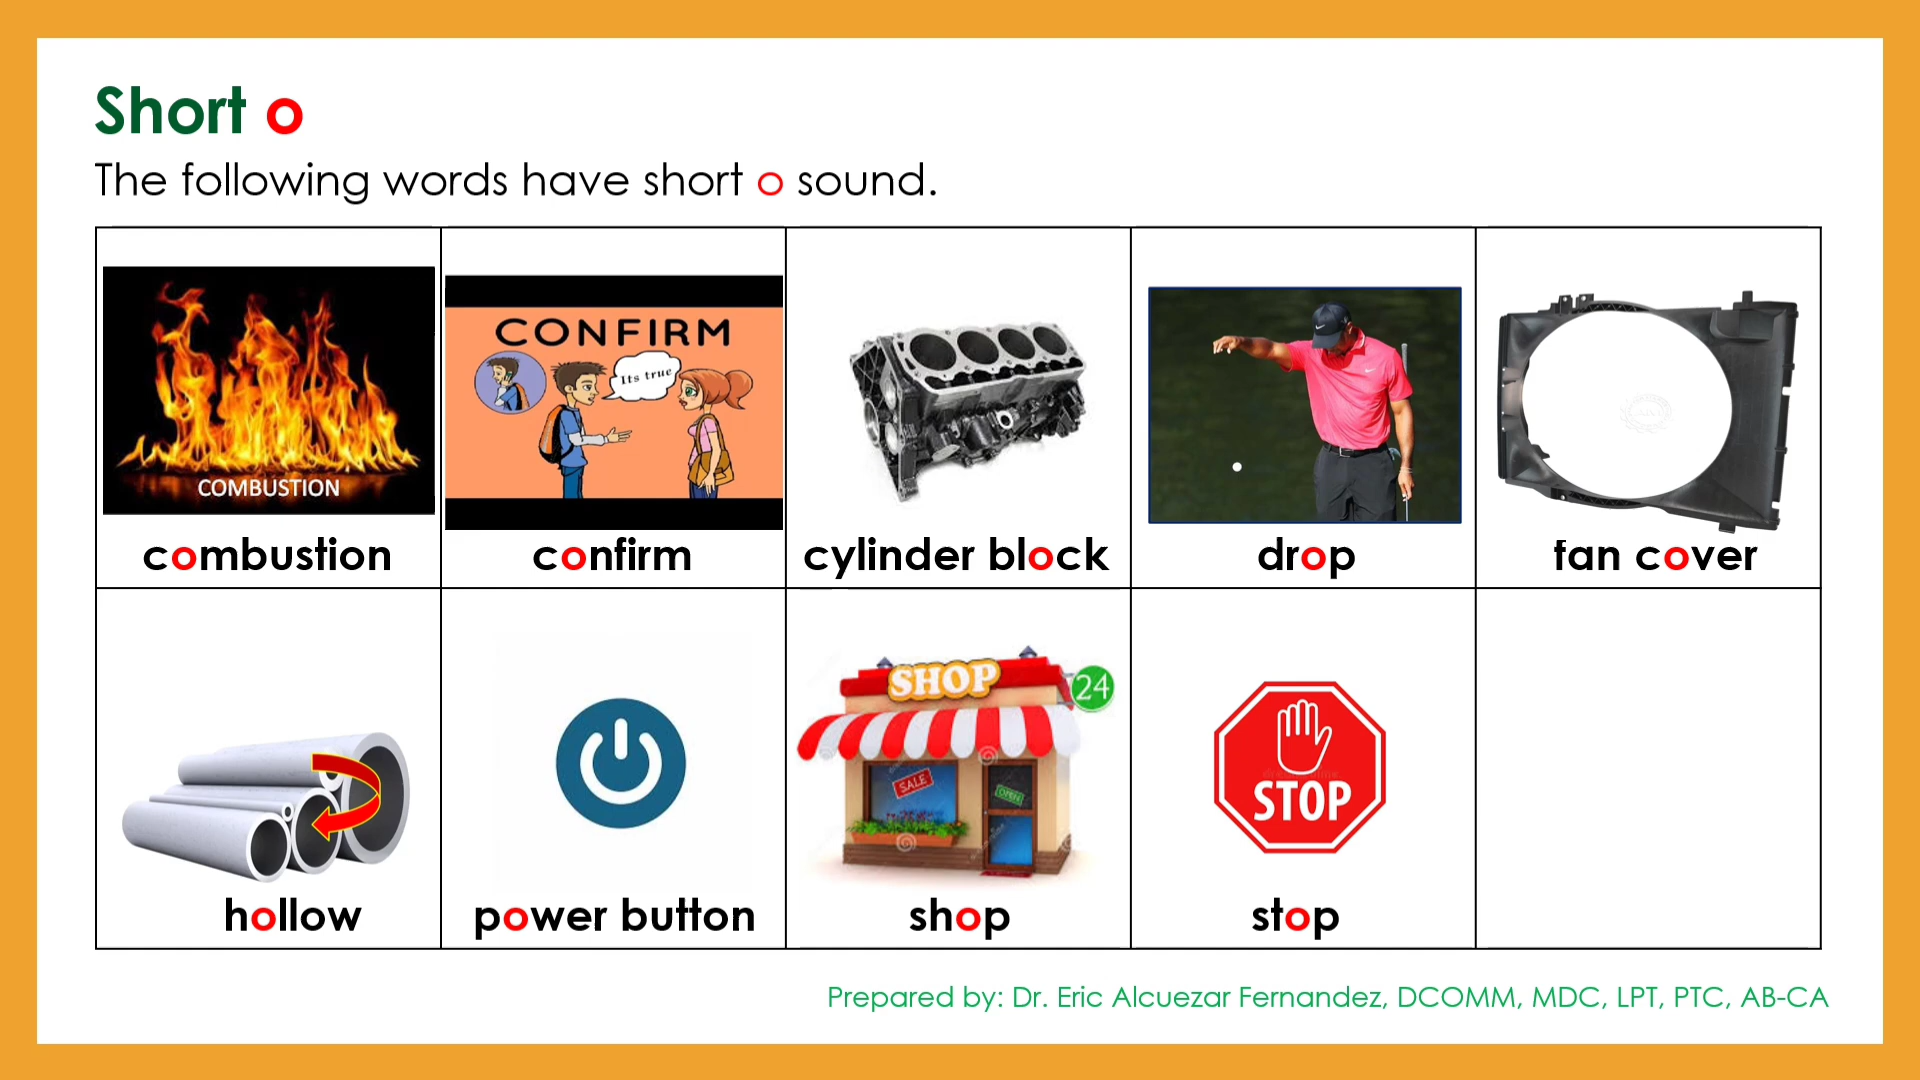 Short o
The following words have short o sound.
COMBUSTION
combustion
CONFIRM
Its true
confirm
cylinder block
drop
fan cover
hollow
power button
SHOP
24
SALE
OPEN
shop
STOP
stop
Prepared by: Dr. Eric Alcuezar Fernandez, DCOMM, MDC, LPT, PTC, AB-CA